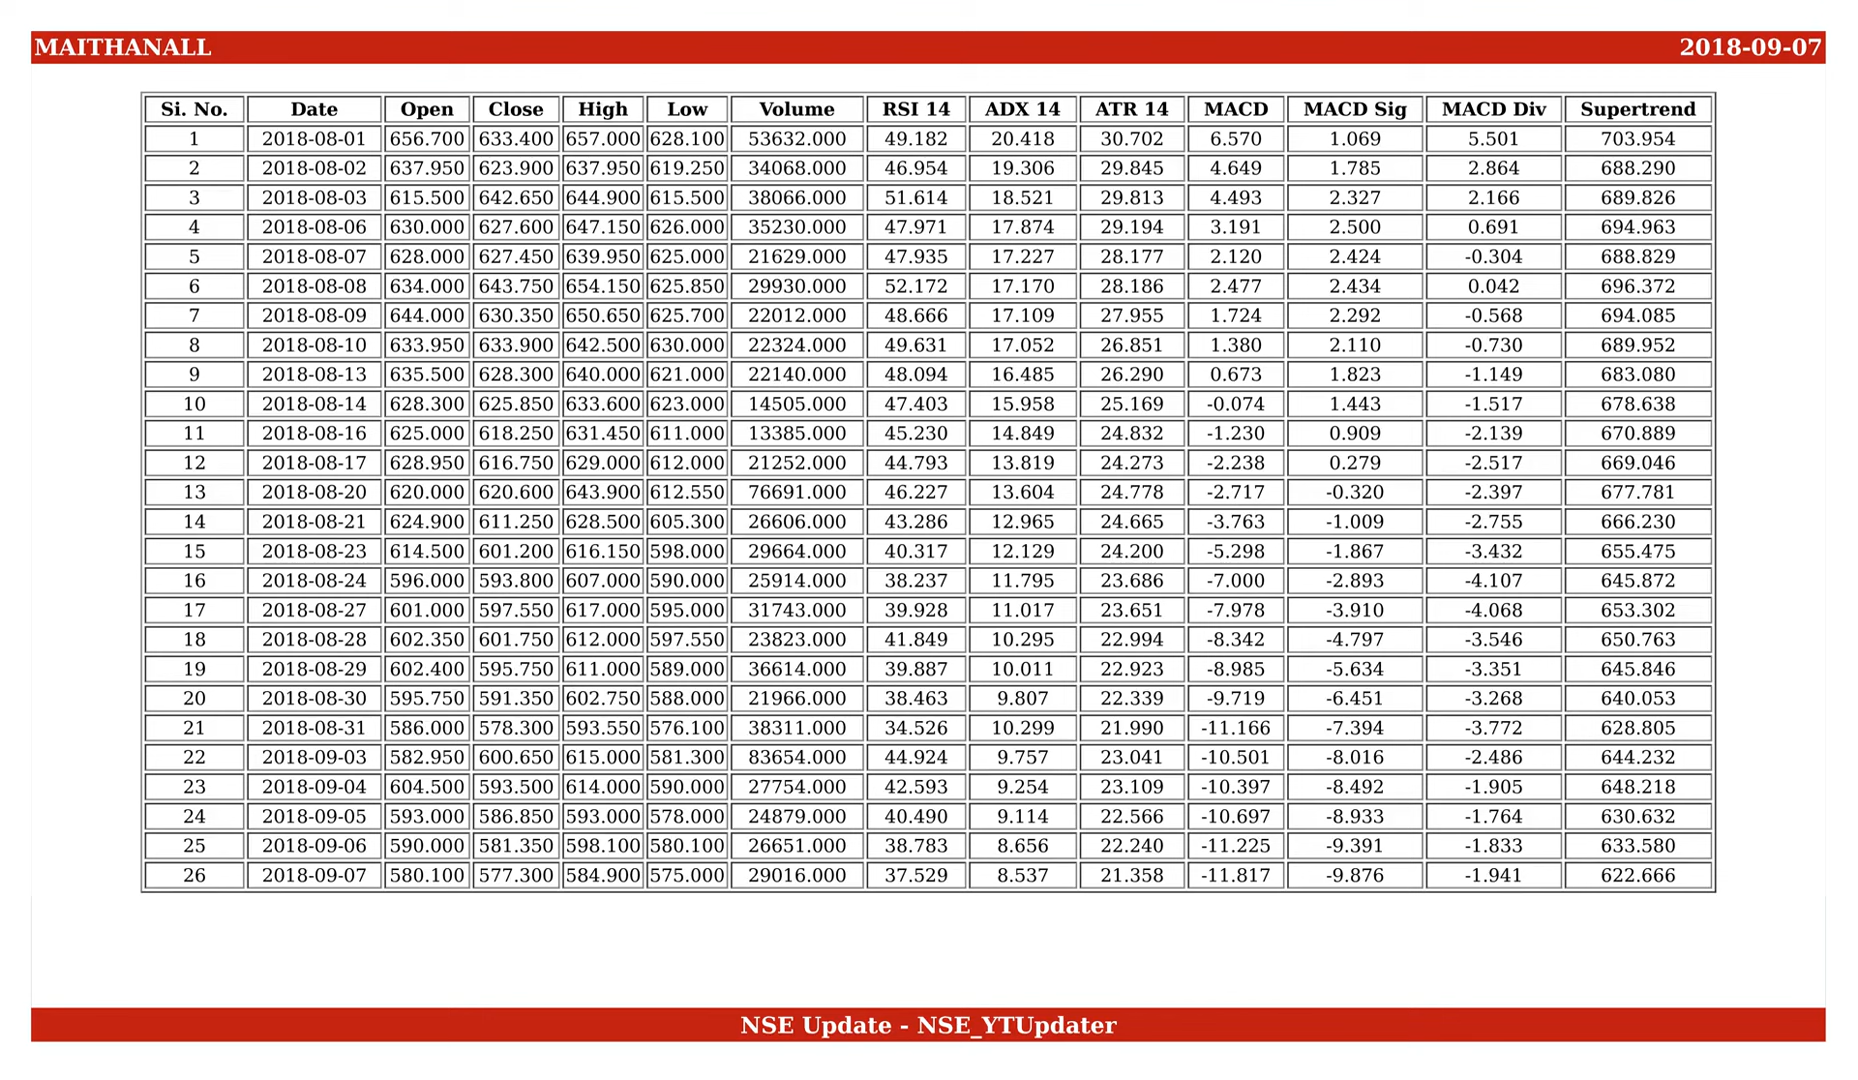 MAITHANALL 2018-09-07
Si. No. Date Open Close High Low Volume RSI 14 ADX 14 ATR 14 MACD MACD Sig MACD Div Supertrend
1 2018-08-01 656.700 633.400 657.000 628.100 53632.000 49.182 20.418 30.702 6.570 1.069 5.501 703.954
2 2018-08-02 637.950 623.900 637.950 619.250 34068.000 46.954 19.306 29.845 4.649 1.785 2.864 688.290
3 2018-08-03 615.500 642.650 644.900 615.500 38066.000 51.614 18.521 29.813 4.493 2.327 2.166 689.826
4 2018-08-06 630.000 627.600 647.150 626.000 35230.000 47.971 17.874 29.194 3.191 2.500 0.691 694.963
5 2018-08-07 628.000 627.450 639.950 625.000 21629.000 47.935 17.227 28.177 2.120 2.424 -0.304 688.829
6 2018-08-08 634.000 643.750 654.150 625.850 29930.000 52.172 17.170 28.186 2.477 2.434 0.042 696.372
7 2018-08-09 644.000 630.350 650.650 625.700 22012.000 48.666 17.109 27.955 1.724 2.292 -0.568 694.085
8 2018-08-10 633.950 633.900 642.500 630.000 22324.000 49.631 17.052 26.851 1.380 2.110 -0.730 689.952
9 2018-08-13 635.500 628.300 640.000 621.000 22140.000 48.094 16.485 26.290 0.673 1.823 -1.149 683.080
10 2018-08-14 628.300 625.850 633.600 623.000 14505.000 47.403 15.958 25.169 -0.074 1.443 -1.517 678.638
11 2018-08-16 625.000 618.250 631.450 611.000 13385.000 45.230 14.849 24.832 -1.230 0.909 -2.139 670.889
12 2018-08-17 628.950 616.750 629.000 612.000 21252.000 44.793 13.819 24.273 -2.238 0.279 -2.517 669.046
13 2018-08-20 620.000 620.600 643.900 612.550 76691.000 46.227 13.604 24.778 -2.717 -0.320 -2.397 677.781
14 2018-08-21 624.900 611.250 628.500 605.300 26606.000 43.286 12.965 24.665 -3.763 -1.009 -2.755 666.230
15 2018-08-23 614.500 601.200 616.150 598.000 29664.000 40.317 12.129 24.200 -5.298 -1.867 -3.432 655.475
16 2018-08-24 596.000 593.800 607.000 590.000 25914.000 38.237 11.795 23.686 -7.000 -2.893 -4.107 645.872
17 2018-08-27 601.000 597.550 617.000 595.000 31743.000 39.928 11.017 23.651 -7.978 -3.910 -4.068 653.302
18 2018-08-28 602.350 601.750 612.000 597.550 23823.000 41.849 10.295 22.994 -8.342 -4.797 -3.546 650.763
19 2018-08-29 602.400 595.750 611.000 589.000 36614.000 39.887 10.011 22.923 -8.985 -5.634 -3.351 645.846
20 2018-08-30 595.750 591.350 602.750 588.000 21966.000 38.463 9.807 22.339 -9.719 -6.451 -3.268 640.053
21 2018-08-31 586.000 578.300 593.550 576.100 38311.000 34.526 10.299 21.990 -11.166 -7.394 -3.772 628.805
22 2018-09-03 582.950 600.650 615.000 581.300 83654.000 44.924 9.757 23.041 -10.501 -8.016 -2.486 644.232
23 2018-09-04 604.500 593.500 614.000 590.000 27754.000 42.593 9.254 23.109 -10.397 -8.492 -1.905 648.218
24 2018-09-05 593.000 586.850 593.000 578.000 24879.000 40.490 9.114 22.566 -10.697 -8.933 -1.764 630.632
25 2018-09-06 590.000 581.350 598.100 580.100 26651.000 38.783 8.656 22.240 -11.225 -9.391 -1.833 633.580
26 2018-09-07 580.100 577.300 584.900 575.000 29016.000 37.529 8.537 21.358 -11.817 -9.876 -1.941 622.666
NSE Update - NSE_YTUpdater